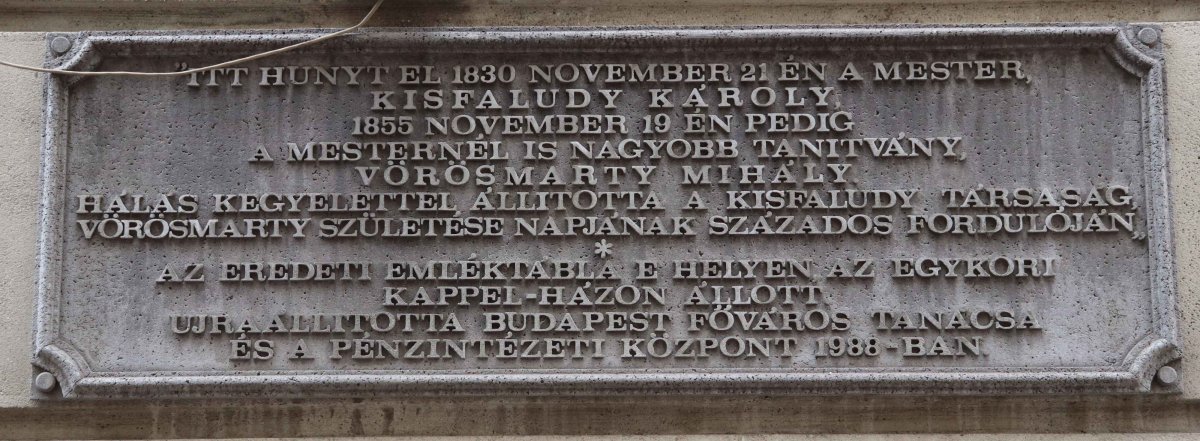 "ITT HUNYT EL 1830 NOVEMBER 21 ÉN A MESTER,
KISFALUDY KÁROLY,
1855 NOVEMBER 19 ÉN PEDIG
A MESTERNÉL IS NAGYOBB TANITVÁNY,
VÖRÖSMARTY MIHÁLY
HÁLÁS KEGYELETTEL ÁLLITOTTA A KISFALUDY TÁRSASÁG
VÖRÖSMARTY SZÜLETÉSE NAPJÁNAK SZÁZADOS FORDULÓJÁN„
*
AZ EREDETI EMLÉKTÁBLA E HELYEN, AZ EGYKORI
KAPPEL-HÁZON ÁLLOTT
UJRAÁLLITOTTA BUDAPEST FŐVÁROS TANÁCSA
ÉS A PÉNZINTÉZETI KÖZPONT 1988-BAN.